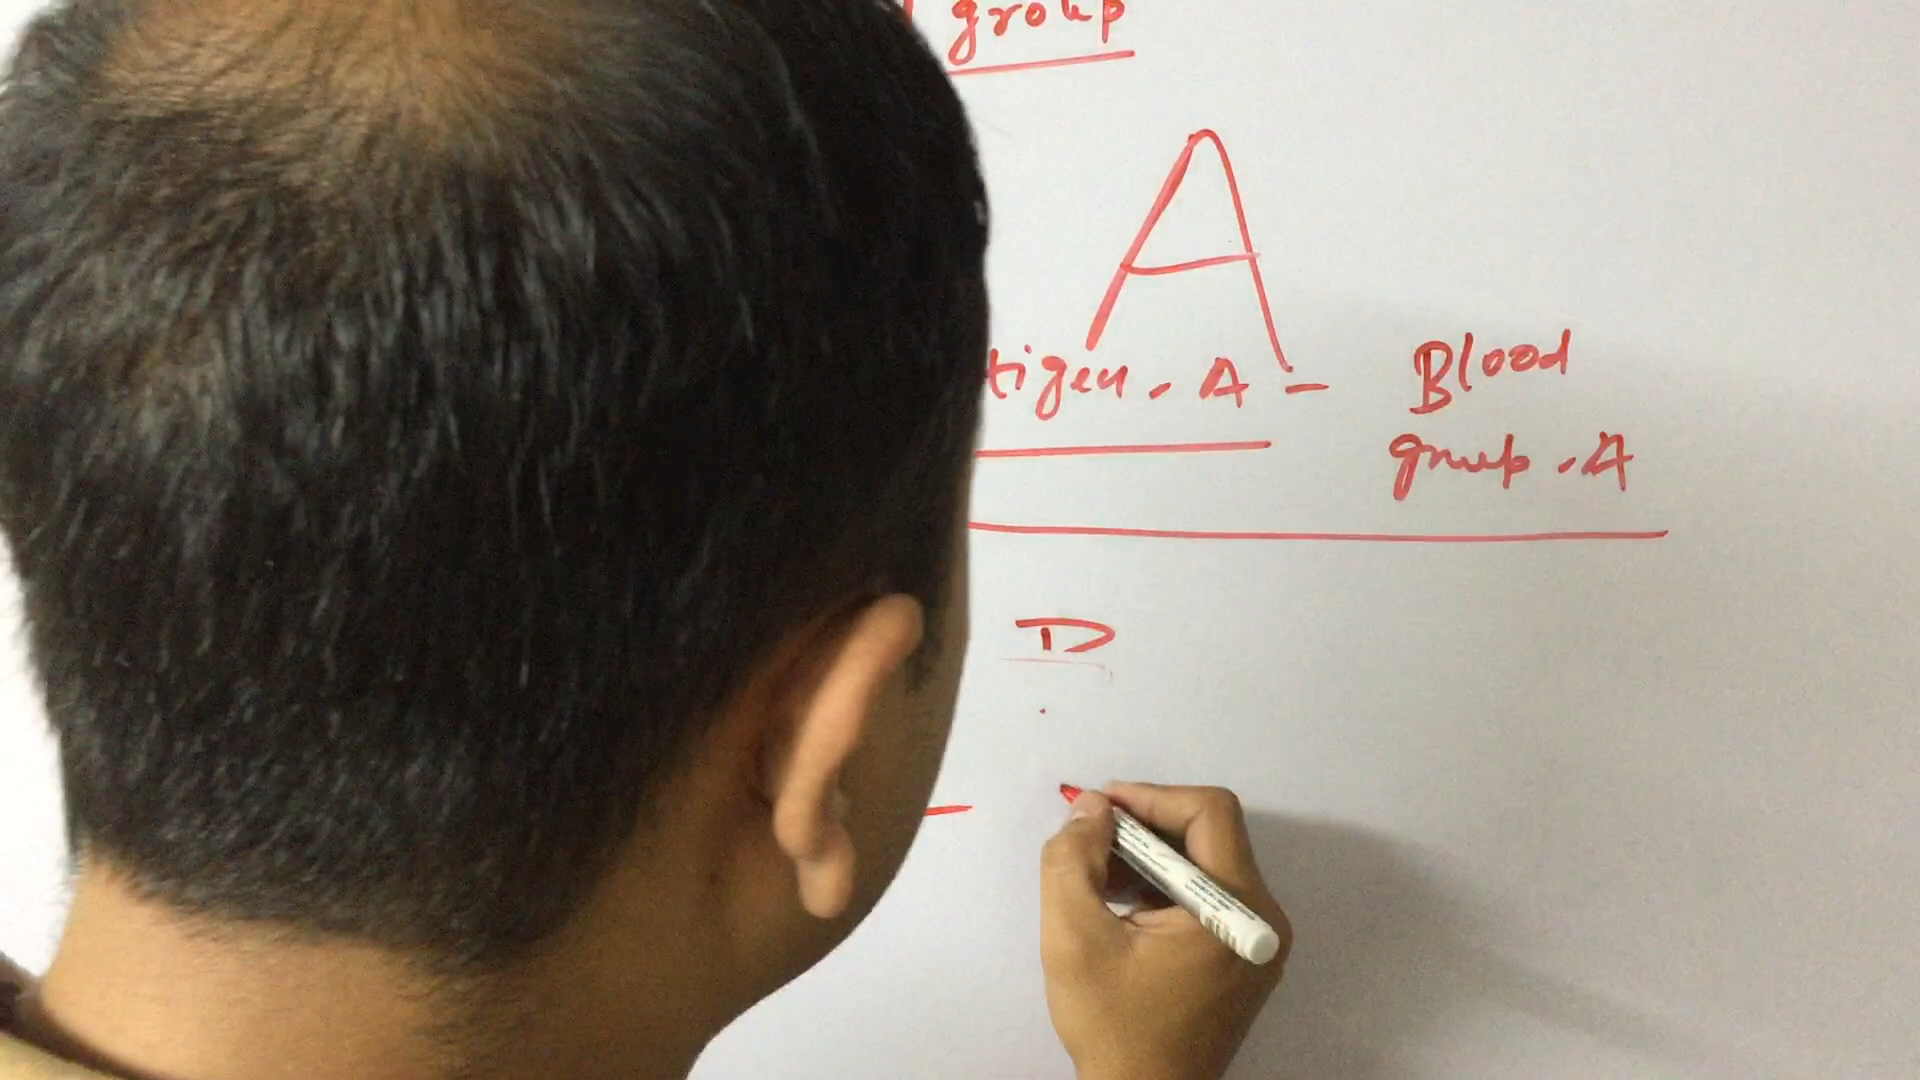 group
A
tigen - A - Blood
group - A
D